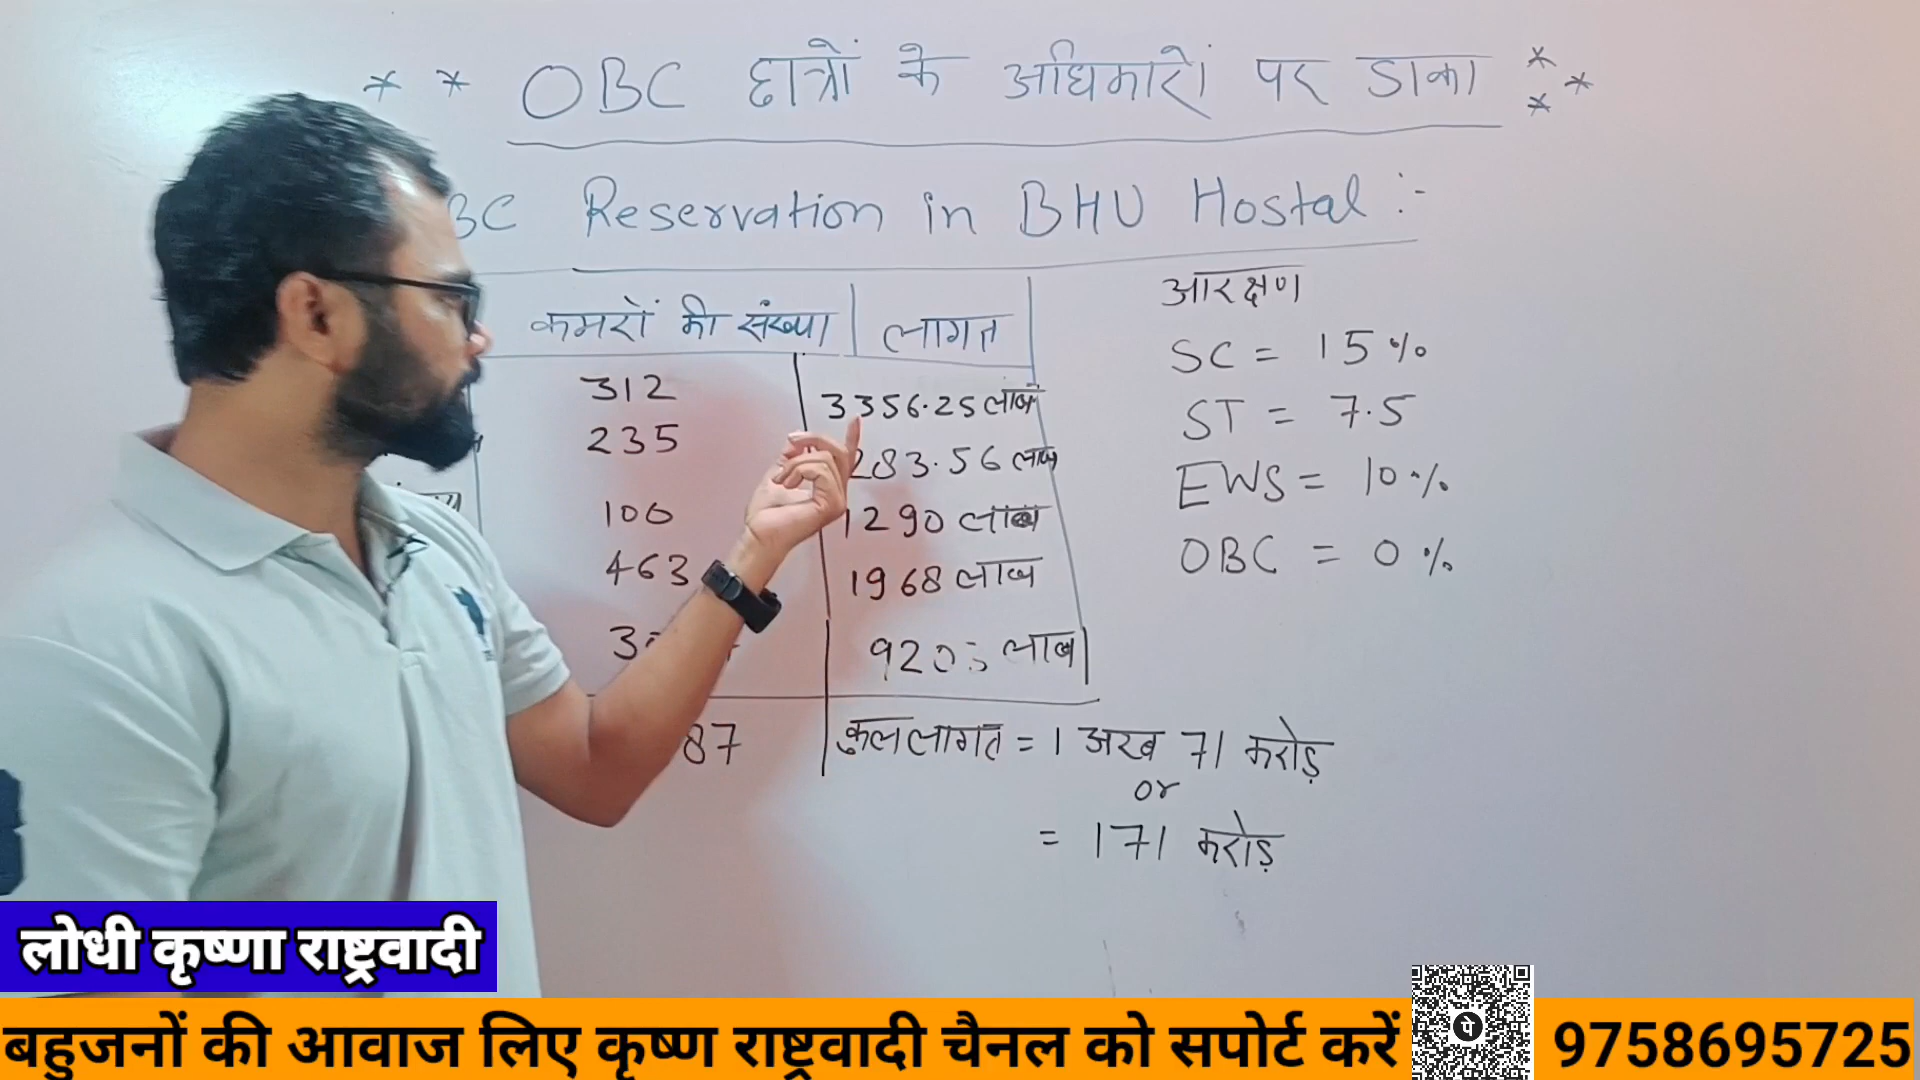 ** OBC छात्रों के अधिकारों पर डाका ***
BC Reservation in BHU Hostal :-
कमरों की संख्या लागत
312 3356.25 लाख
235 283.56 लाख
100 1290 लाख
463 1968 लाख
920 लाख
87 कुल लागत = 1 अरब 71 करोड़
or
= 171 करोड़
आरक्षण
SC = 15 %
ST = 7.5
EWS = 10 %
OBC = 0 %
लोधी कृष्णा राष्ट्रवादी
बहुजनों की आवाज लिए कृष्ण राष्ट्रवादी चैनल को सपोर्ट करें 9758695725